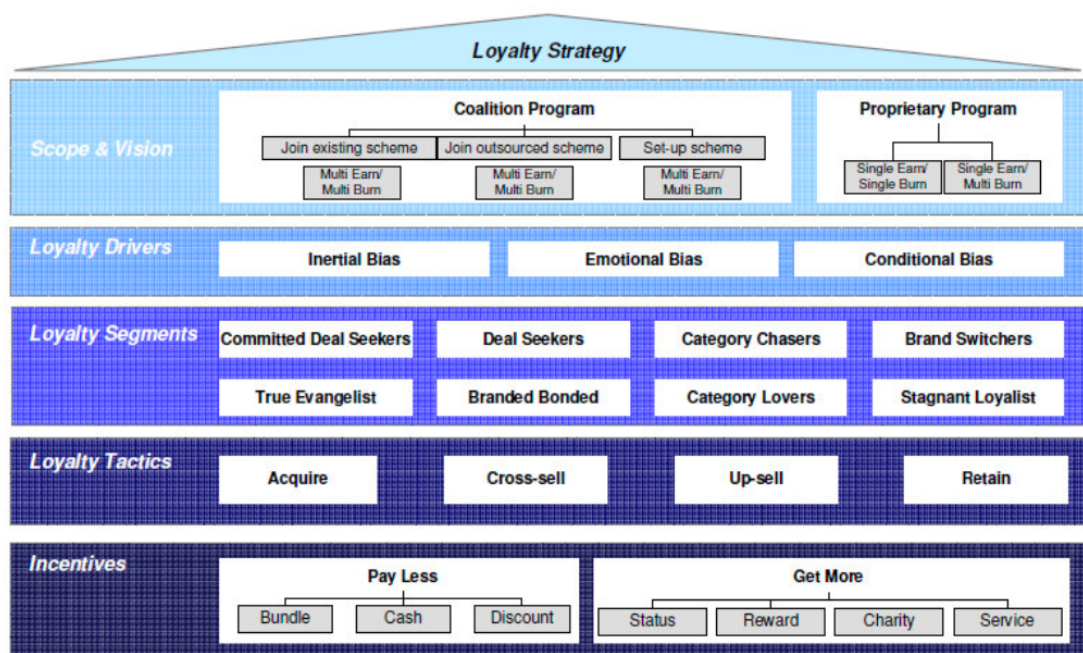 Loyalty Strategy
Scope & Vision
Coalition Program
Join existing scheme
Join outsourced scheme
Set-up scheme
Multi Earn/
Multi Burn
Multi Earn/
Multi Burn
Multi Earn/
Multi Burn
Proprietary Program
Single Earn/
Single Burn
Single Earn/
Multi Burn
Loyalty Drivers
Inertial Bias
Emotional Bias
Conditional Bias
Loyalty Segments
Committed Deal Seekers
Deal Seekers
Category Chasers
Brand Switchers
True Evangelist
Branded Bonded
Category Lovers
Stagnant Loyalist
Loyalty Tactics
Acquire
Cross-sell
Up-sell
Retain
Incentives
Pay Less
Bundle
Cash
Discount
Get More
Status
Reward
Charity
Service